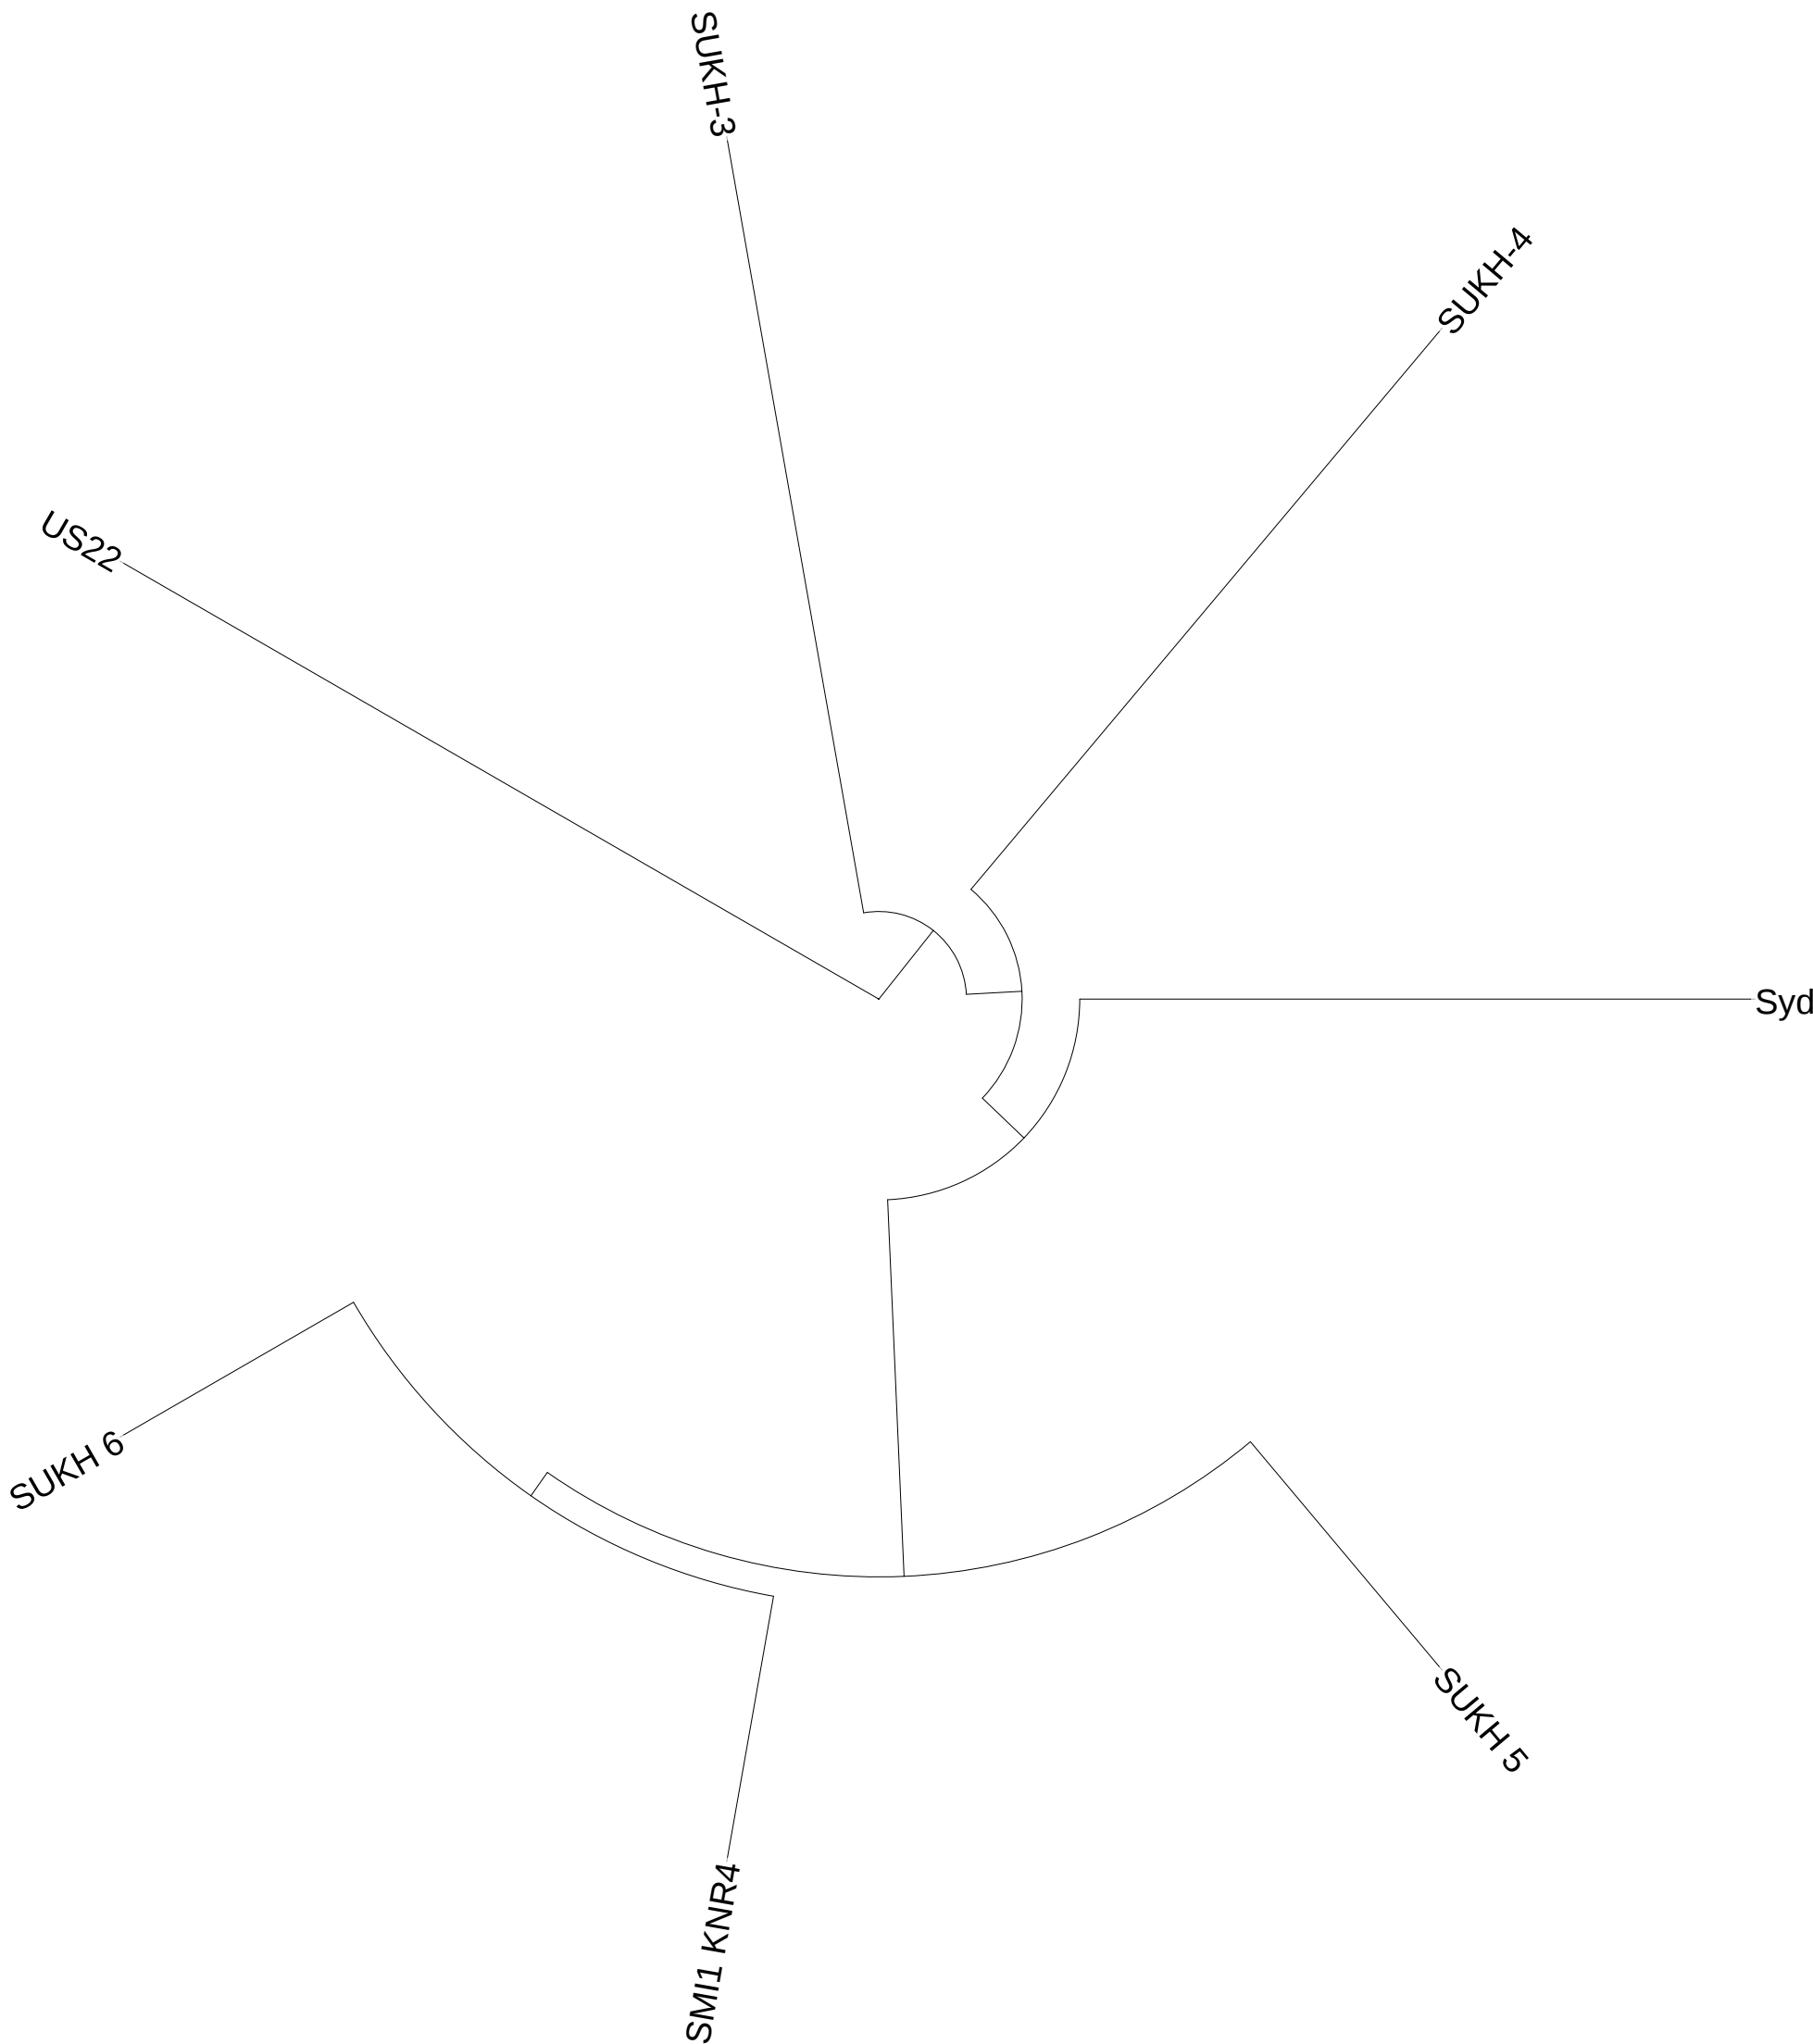 SUKH-3
SUKH-4
US22
Syd
SUKH 6
SUKH 5
SMI1 KNR4